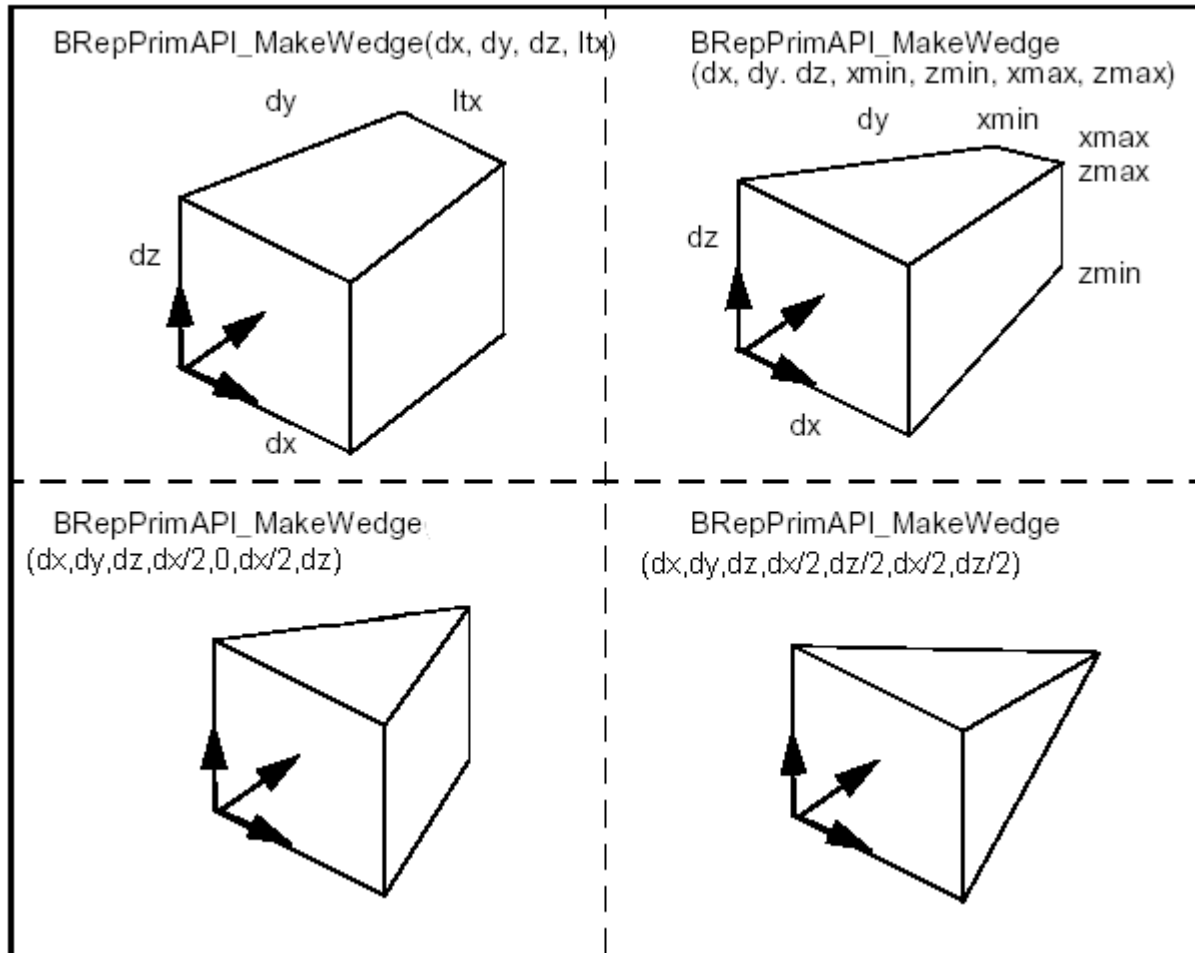 BRepPrimAPI_MakeWedge(dx, dy, dz, ltx)
dy
ltx
dz
dx
BRepPrimAPI_MakeWedge
(dx, dy. dz, xmin, zmin, xmax, zmax)
dy
xmin
xmax
zmax
dz
zmin
dx
BRepPrimAPI_MakeWedge
(dx,dy,dz,dx/2,0,dx/2,dz)
BRepPrimAPI_MakeWedge
(dx,dy,dz,dx/2,dz/2,dx/2,dz/2)